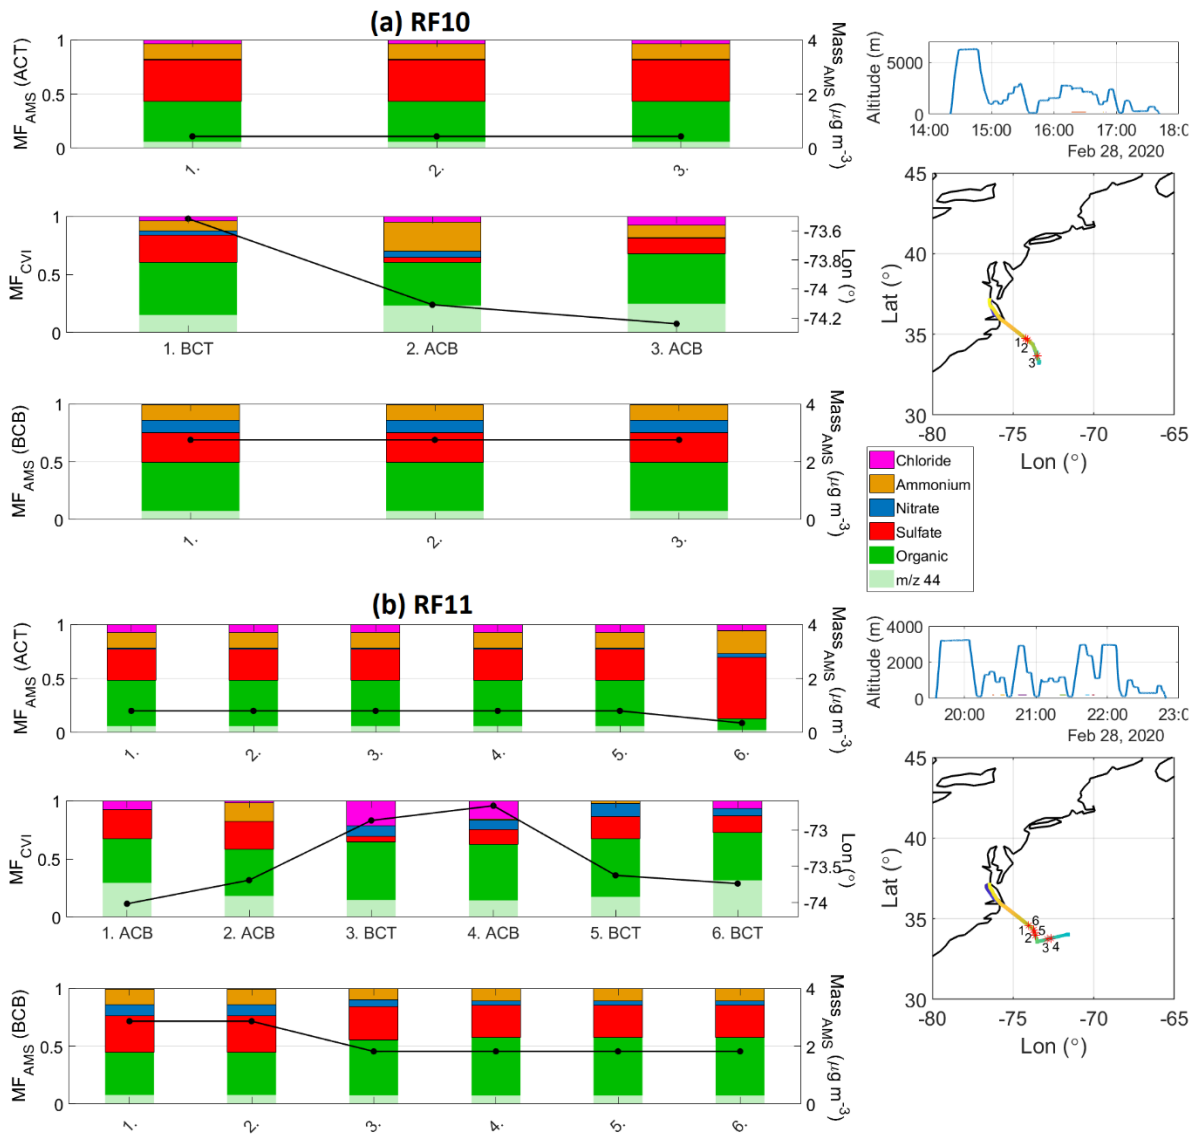 (a) RF10
MF_AMS (ACT)
1
0.5
0
4
2
0
Mass_AMS (μg m⁻³)
1.
2.
3.
MF_CVI
1
0.5
0
-73.6
-73.8
-74
-74.2
Lon (°)
1. BCT
2. ACB
3. ACB
MF_AMS (BCB)
1
0.5
0
4
2
0
Mass_AMS (μg m⁻³)
1.
2.
3.
Altitude (m)
5000
0
14:00
15:00
16:00
17:00
18:0
Feb 28, 2020
Lat (°)
45
40
35
30
1
2
3
-80
-75
-70
-65
Lon (°)
Chloride
Ammonium
Nitrate
Sulfate
Organic
m/z 44
(b) RF11
MF_AMS (ACT)
1
0.5
0
4
2
0
Mass_AMS (μg m⁻³)
1.
2.
3.
4.
5.
6.
MF_CVI
1
0.5
0
-73
-73.5
-74
Lon (°)
1. ACB
2. ACB
3. BCT
4. ACB
5. BCT
6. BCT
MF_AMS (BCB)
1
0.5
0
4
2
0
Mass_AMS (μg m⁻³)
1.
2.
3.
4.
5.
6.
Altitude (m)
4000
2000
0
20:00
21:00
22:00
23:0
Feb 28, 2020
Lat (°)
45
40
35
30
6
1
5
2
3 4
-80
-75
-70
-65
Lon (°)